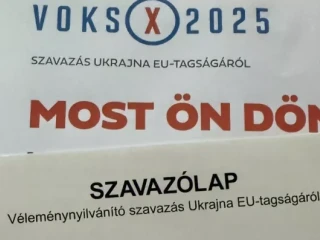 VOKS X 2025
SZAVAZÁS UKRAJNA EU-TAGSÁGÁRÓL
MOST ÖN DÖN
SZAVAZÓLAP
Véleménynyilvánító szavazás Ukrajna EU-tagságáról